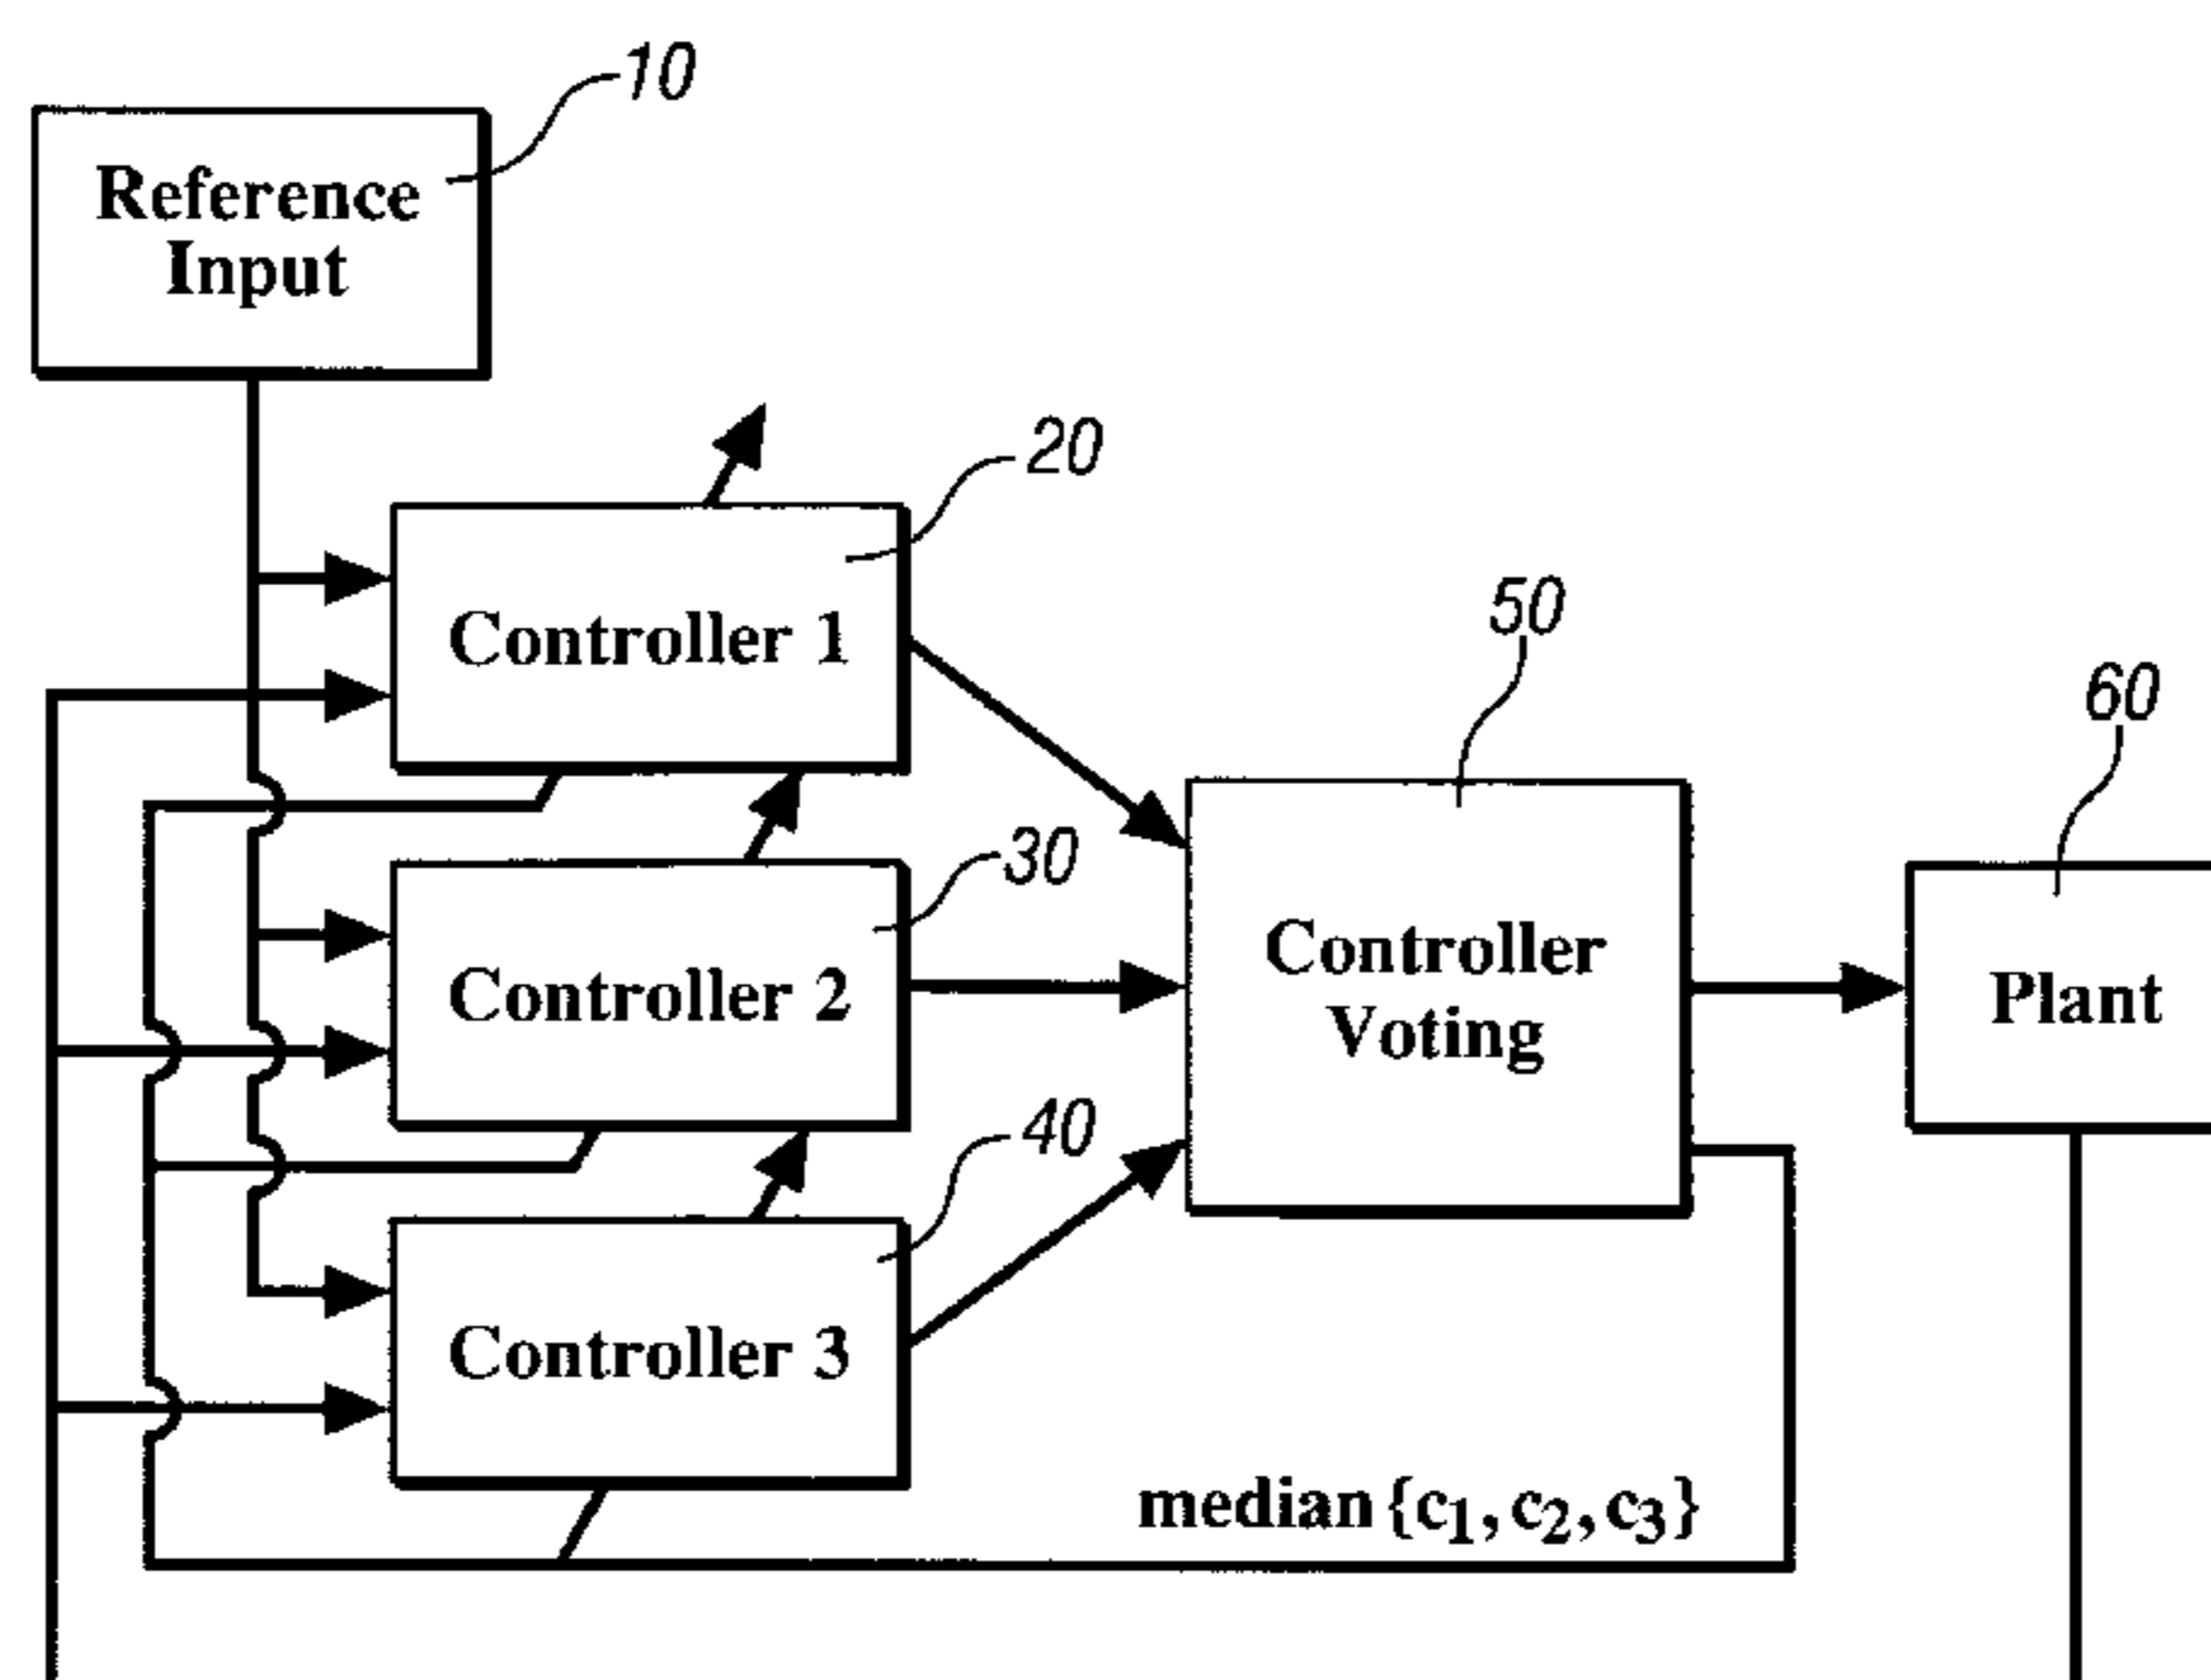 10
Reference
Input
20
Controller 1
50
60
30
Controller 2
Controller
Voting
Plant
40
Controller 3
median {c₁, c₂, c₃}